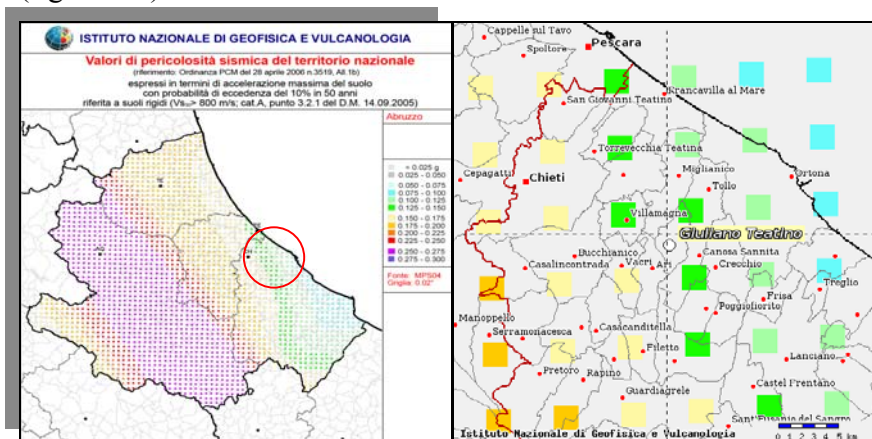 ISTITUTO NAZIONALE DI GEOFISICA E VULCANOLOGIA
Valori di pericolosità sismica del territorio nazionale
(riferimento: Ordinanza PCM del 28 aprile 2006 n.3519, All.1b)
espressi in termini di accelerazione massima del suolo
con probabilità di eccedenza del 10% in 50 anni
riferita a suoli rigidi (Vs₃₀> 800 m/s; cat.A, punto 3.2.1 del D.M. 14.09.2005)
Abruzzo
< 0.025 g
0.025 - 0.050
0.050 - 0.075
0.075 - 0.100
0.100 - 0.125
0.125 - 0.150
0.150 - 0.175
0.175 - 0.200
0.200 - 0.225
0.225 - 0.250
0.250 - 0.275
0.275 - 0.300
Fonte: MPS04
Griglia: 0.02°
Cappelle sul Tavo
Pescara
Spoltore
San Giovanni Teatino
Francavilla al Mare
Torrevecchia Teatina
Cepagatti
Chieti
Miglianico
Tollo
Ortona
Villamagna
Giuliano Teatino
Bucchianico
Casalincontrada
Vacri
Ari
Canosa Sannita
Crecchio
Treglio
Frisa
Poggiofiorito
Manoppello
Serramonacesca
Casacanditella
Filetto
Lanciano
Pretoro
Rapino
Castel Frentano
Guardiagrele
Sant'Eusanio del Sangro
Istituto Nazionale di Geofisica e Vulcanologia
0 1 2 3 4 5 km